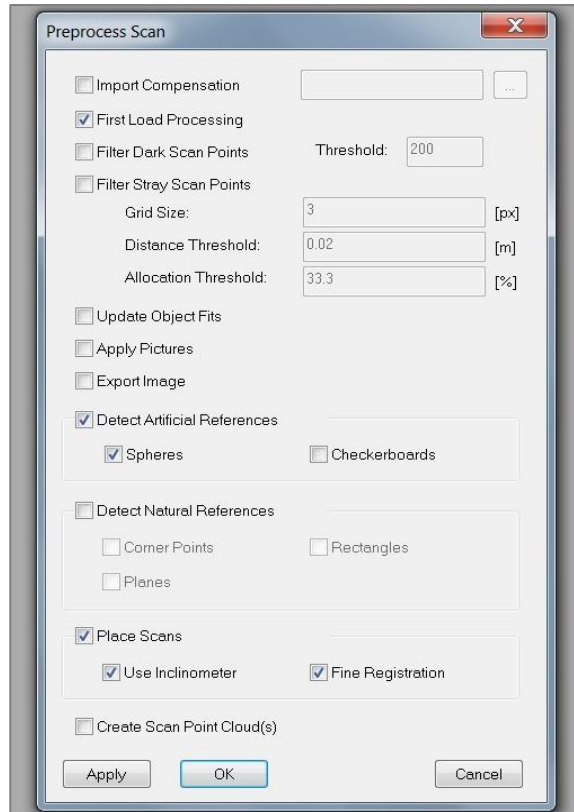 Preprocess Scan
X
Import Compensation ...
First Load Processing
Filter Dark Scan Points Threshold: 200
Filter Stray Scan Points
Grid Size: 3 [px]
Distance Threshold: 0.02 [m]
Allocation Threshold: 33.3 [%]
Update Object Fits
Apply Pictures
Export Image
Detect Artificial References
Spheres Checkerboards
Detect Natural References
Corner Points Rectangles
Planes
Place Scans
Use Inclinometer Fine Registration
Create Scan Point Cloud(s)
Apply OK Cancel